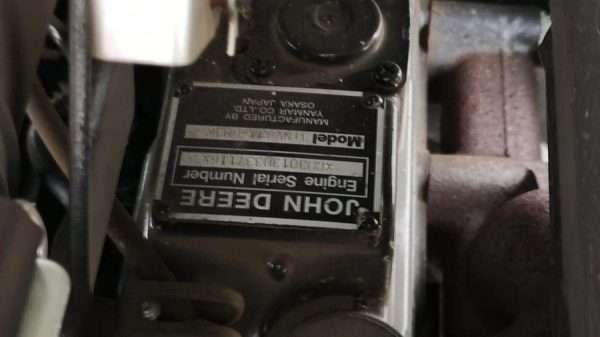 JOHN DEERE
Engine Serial Number
Model
MANUFACTURED BY
YANMAR CO.,LTD.
OSAKA JAPAN